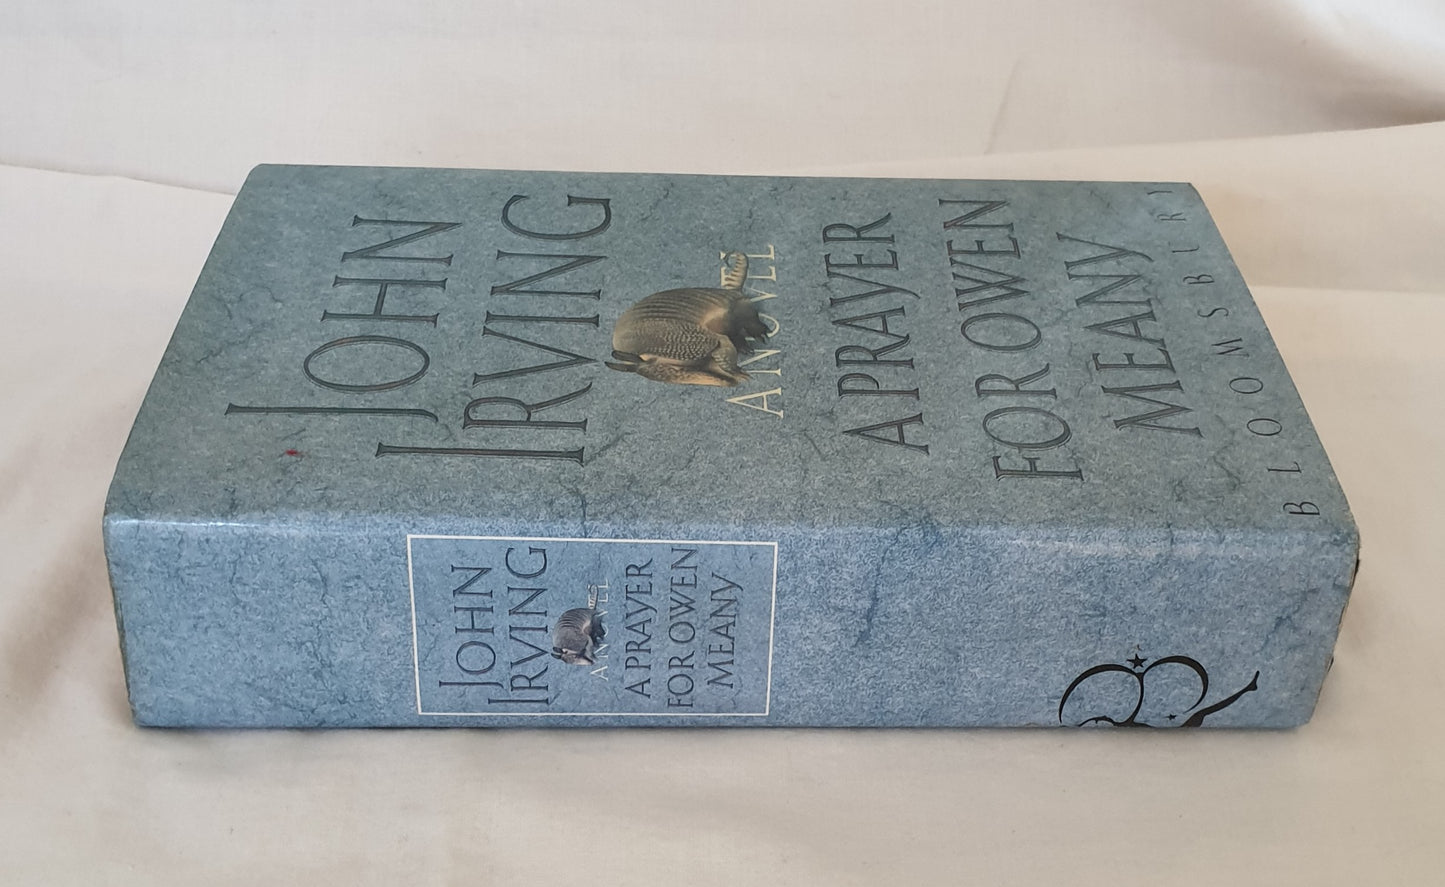 JOHN
IRVING
A NOVEL
A PRAYER
FOR OWEN
MEANY
BLOOMSBURY
JOHN
IRVING
A NOVEL
A PRAYER
FOR OWEN
MEANY